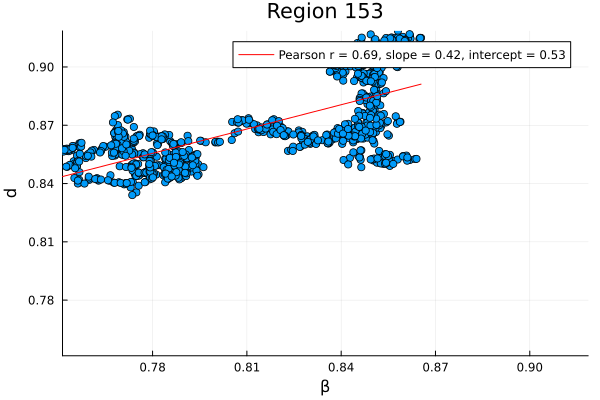 Region 153
Pearson r = 0.69, slope = 0.42, intercept = 0.53
0.90
0.87
0.84
0.81
0.78
d
0.78 0.81 0.84 0.87 0.90
β